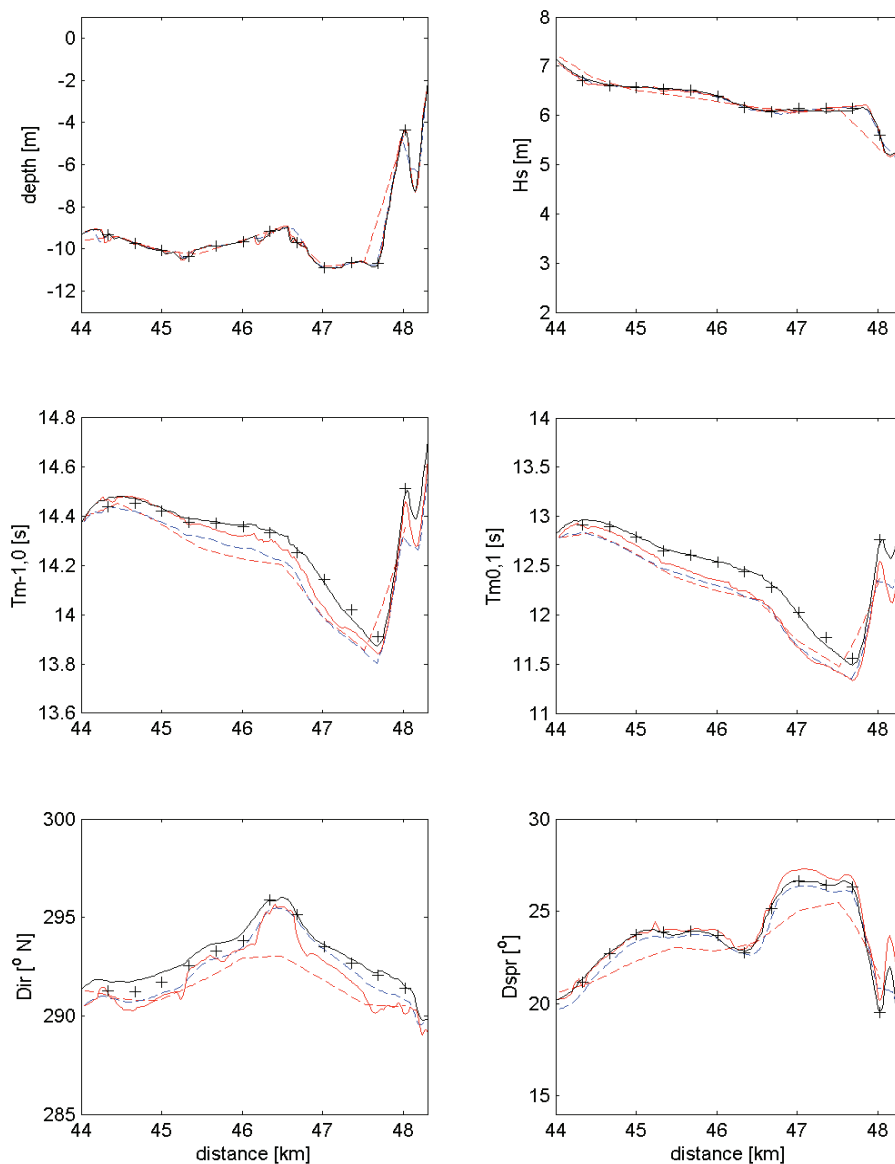 0
-2
-4
-6
-8
-10
-12
depth [m]
44 45 46 47 48
8
7
6
5
4
3
2
Hs [m]
44 45 46 47 48
14.8
14.6
14.4
14.2
14
13.8
13.6
Tm-1,0 [s]
44 45 46 47 48
14
13.5
13
12.5
12
11.5
11
Tm0,1 [s]
44 45 46 47 48
300
295
290
285
Dir [° N]
44 45 46 47 48
distance [km]
30
25
20
15
Dspr [°]
44 45 46 47 48
distance [km]